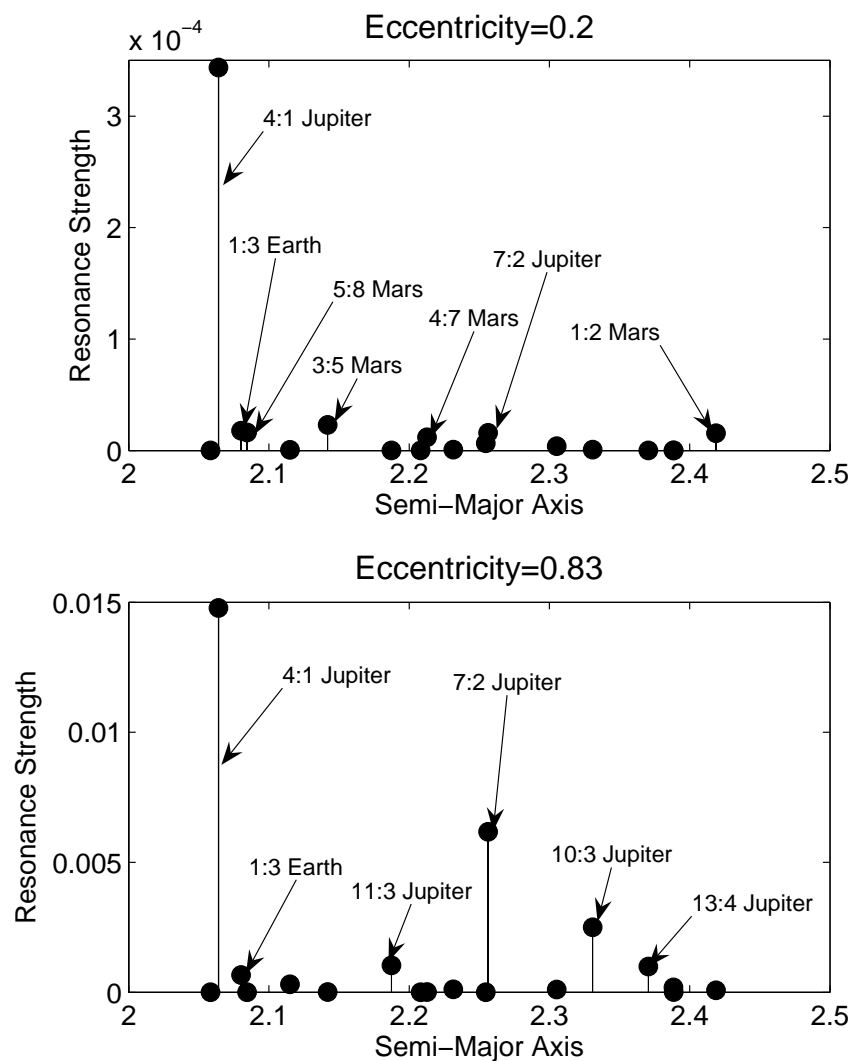 Eccentricity=0.2
x 10−4
3
2
1
0
Resonance Strength
4:1 Jupiter
1:3 Earth
5:8 Mars
3:5 Mars
4:7 Mars
7:2 Jupiter
1:2 Mars
2 2.1 2.2 2.3 2.4 2.5
Semi−Major Axis
Eccentricity=0.83
0.015
0.01
0.005
0
Resonance Strength
4:1 Jupiter
7:2 Jupiter
1:3 Earth
11:3 Jupiter
10:3 Jupiter
13:4 Jupiter
2 2.1 2.2 2.3 2.4 2.5
Semi−Major Axis